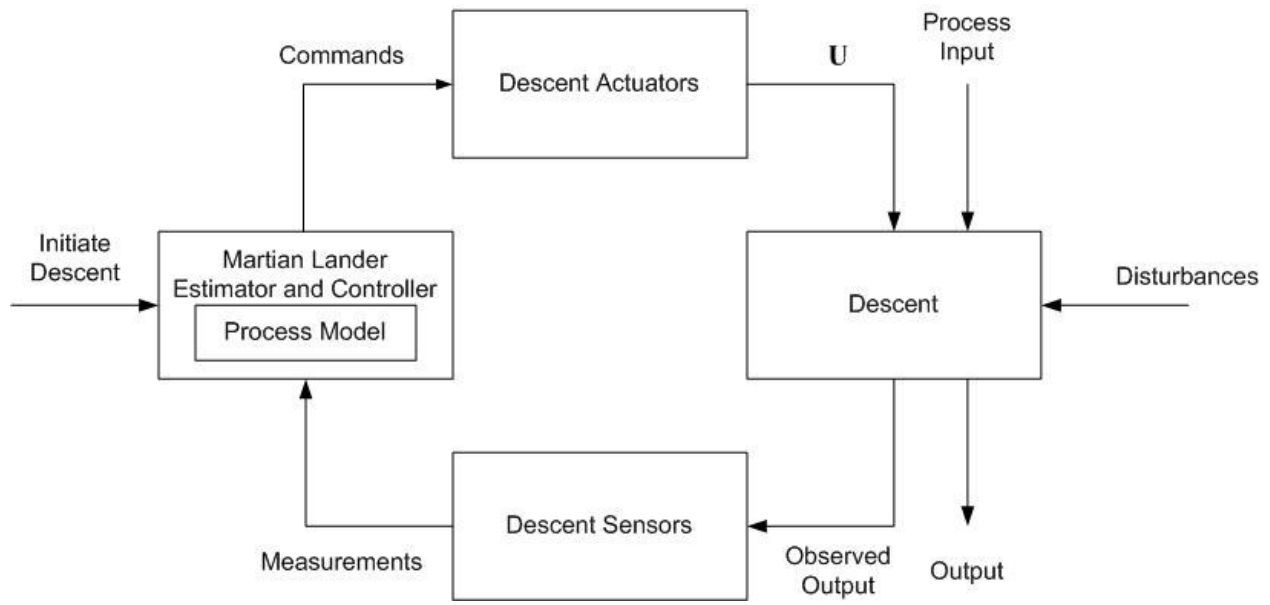 Commands
Descent Actuators
U
Process
Input
Initiate
Descent
Martian Lander
Estimator and Controller
Process Model
Descent
Disturbances
Measurements
Descent Sensors
Observed
Output
Output